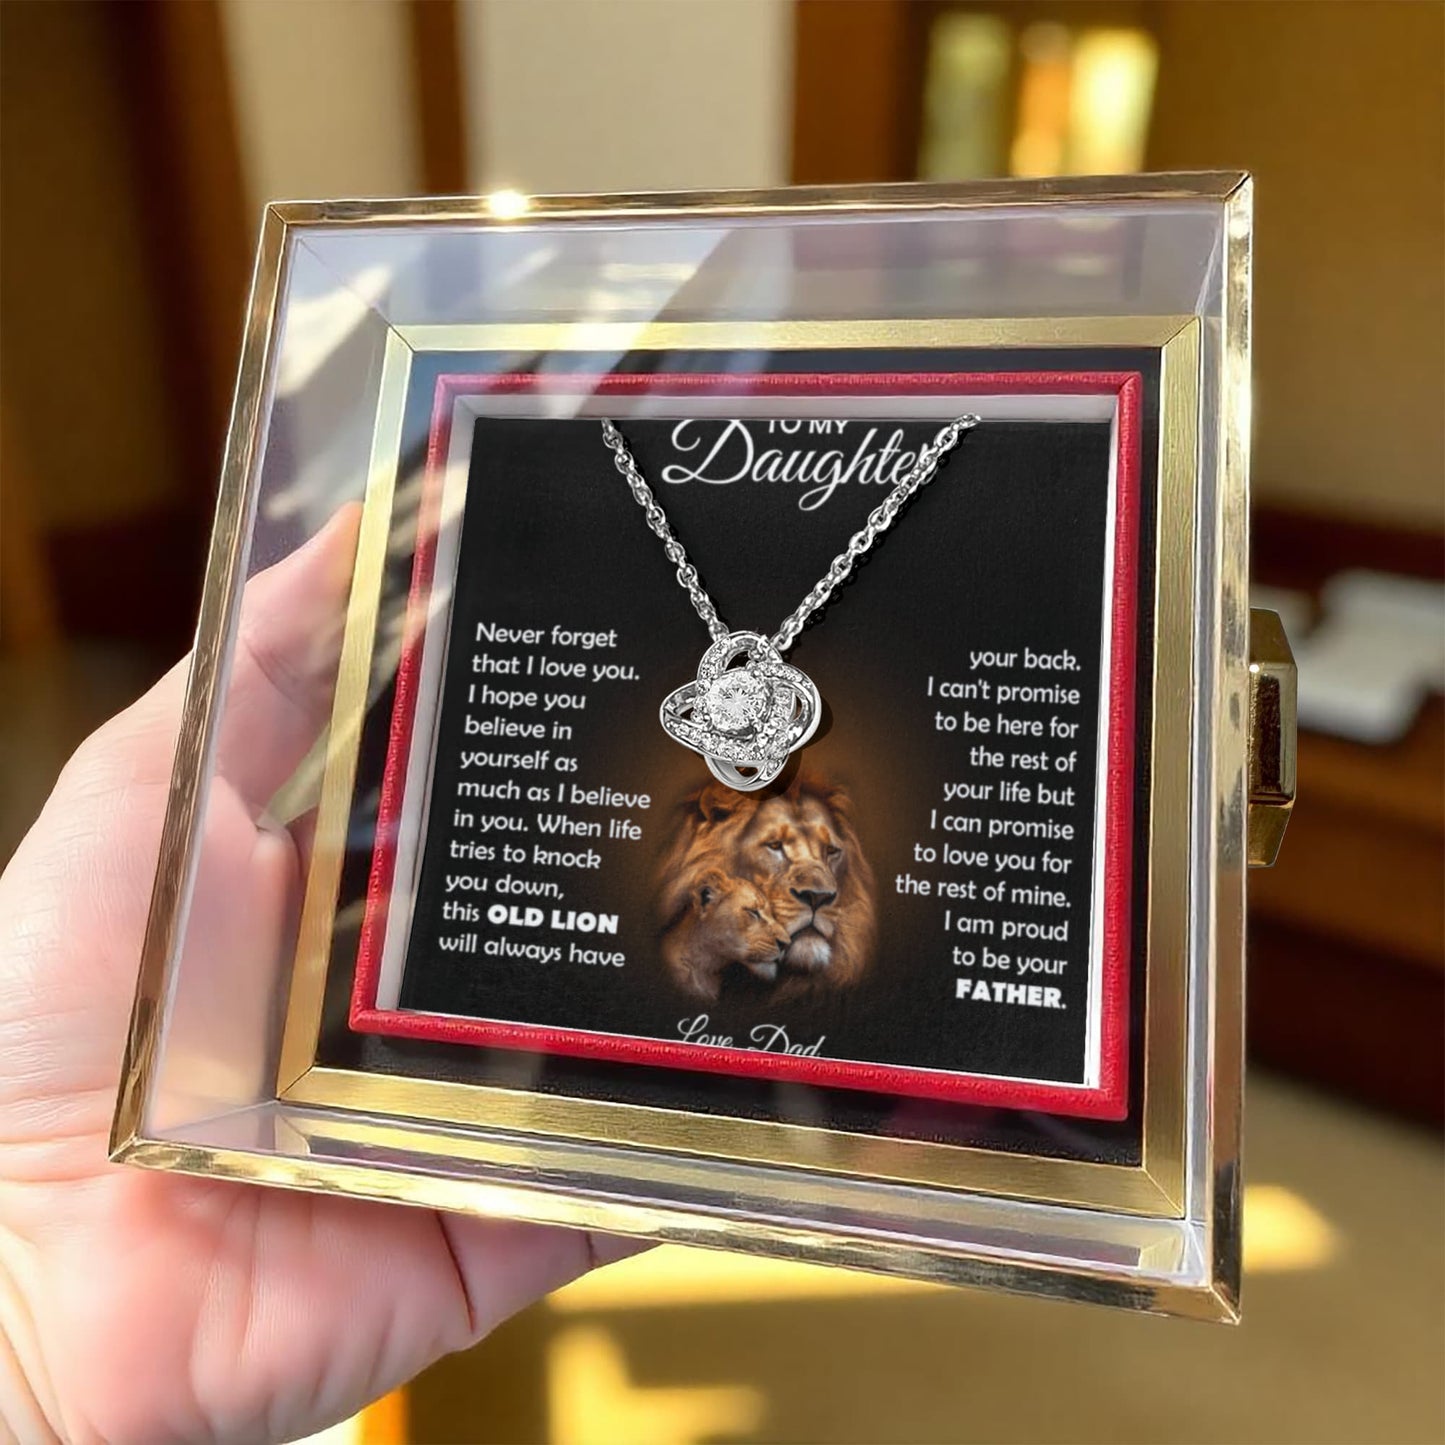 TO MY
Daughter
Never forget
that I love you.
I hope you
believe in
yourself as
much as I believe
in you. When life
tries to knock
you down,
this OLD LION
will always have
your back.
I can't promise
to be here for
the rest of
your life but
I can promise
to love you for
the rest of mine.
I am proud
to be your
FATHER.
Love, Dad